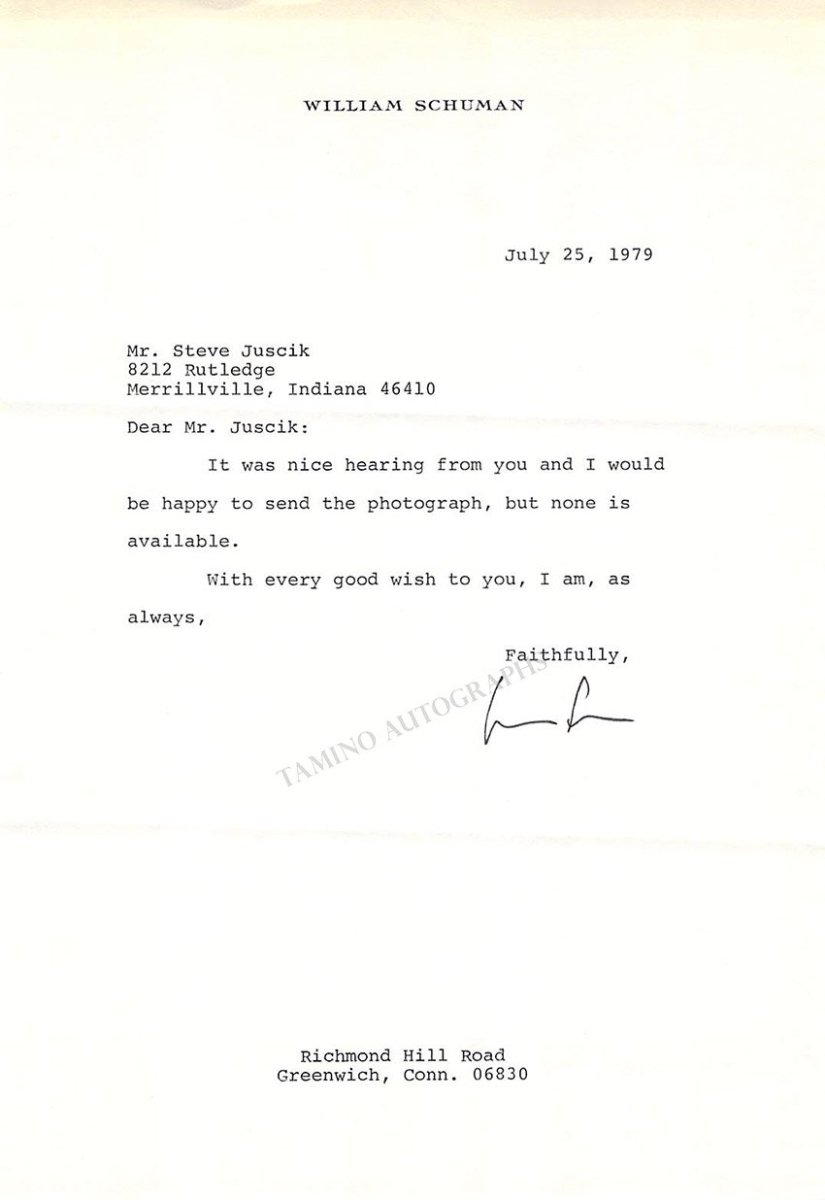 WILLIAM SCHUMAN
July 25, 1979
Mr. Steve Juscik
8212 Rutledge
Merrillville, Indiana 46410
Dear Mr. Juscik:
It was nice hearing from you and I would
be happy to send the photograph, but none is
available.
With every good wish to you, I am, as
always,
Faithfully,
TAMINO AUTOGRAPHS
Richmond Hill Road
Greenwich, Conn. 06830